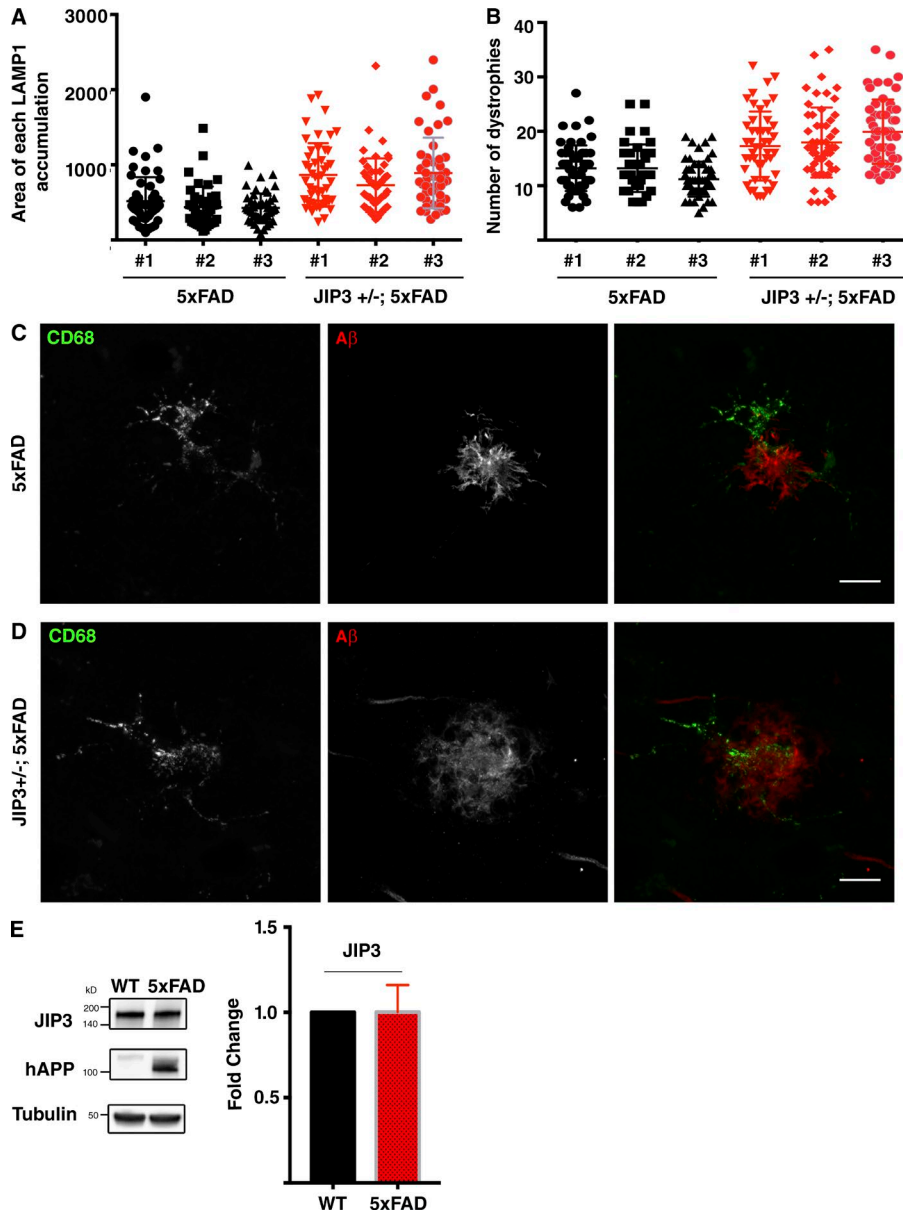 A
3000
2000
1000
Area of each LAMP1
accumulation
#1 #2 #3 #1 #2 #3
5xFAD
JIP3 +/-; 5xFAD
B
40
30
20
10
Number of dystrophies
#1 #2 #3 #1 #2 #3
5xFAD
JIP3 +/-; 5xFAD
C
CD68
Aβ
5xFAD
D
CD68
Aβ
JIP3+/-; 5xFAD
E
WT 5xFAD
kD
JIP3
200
140
hAPP
100
Tubulin
50
1.5
1.0
0.5
Fold Change
JIP3
WT 5xFAD